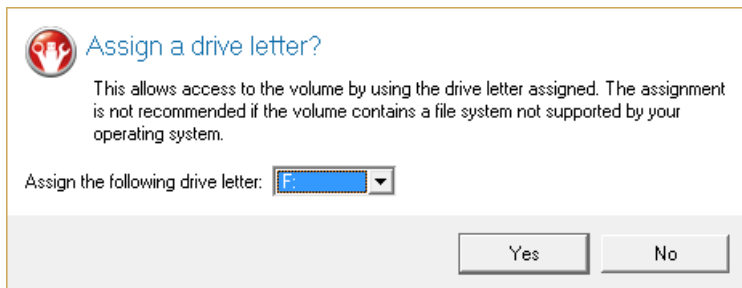 Assign a drive letter?
This allows access to the volume by using the drive letter assigned. The assignment
is not recommended if the volume contains a file system not supported by your
operating system.
Assign the following drive letter: F:
Yes No